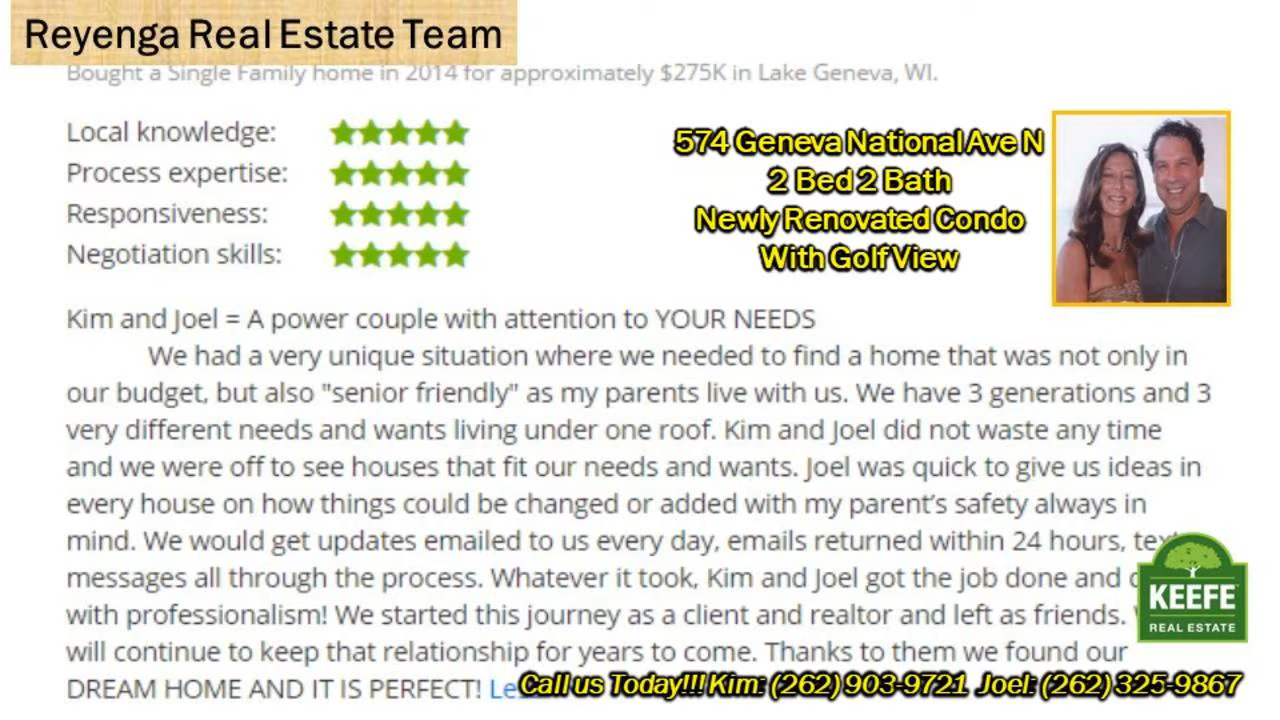 Reyenga Real Estate Team
Bought a Single Family home in 2014 for approximately $275K in Lake Geneva, WI.
Local knowledge:
Process expertise:
Responsiveness:
Negotiation skills:
574 Geneva National Ave N
2 Bed 2 Bath
Newly Renovated Condo
With Golf View
Kim and Joel = A power couple with attention to YOUR NEEDS
We had a very unique situation where we needed to find a home that was not only in
our budget, but also "senior friendly" as my parents live with us. We have 3 generations and 3
very different needs and wants living under one roof. Kim and Joel did not waste any time
and we were off to see houses that fit our needs and wants. Joel was quick to give us ideas in
every house on how things could be changed or added with my parent’s safety always in
mind. We would get updates emailed to us every day, emails returned within 24 hours,
messages all through the process. Whatever it took, Kim and Joel got the job done and
with professionalism! We started this journey as a client and realtor and left as friends.
will continue to keep that relationship for years to come. Thanks to them we found our
DREAM HOME AND IT IS PERFECT!
KEEFE
REAL ESTATE
Call us Today!!! Kim: (262) 903-9721 Joel: (262) 325-9867